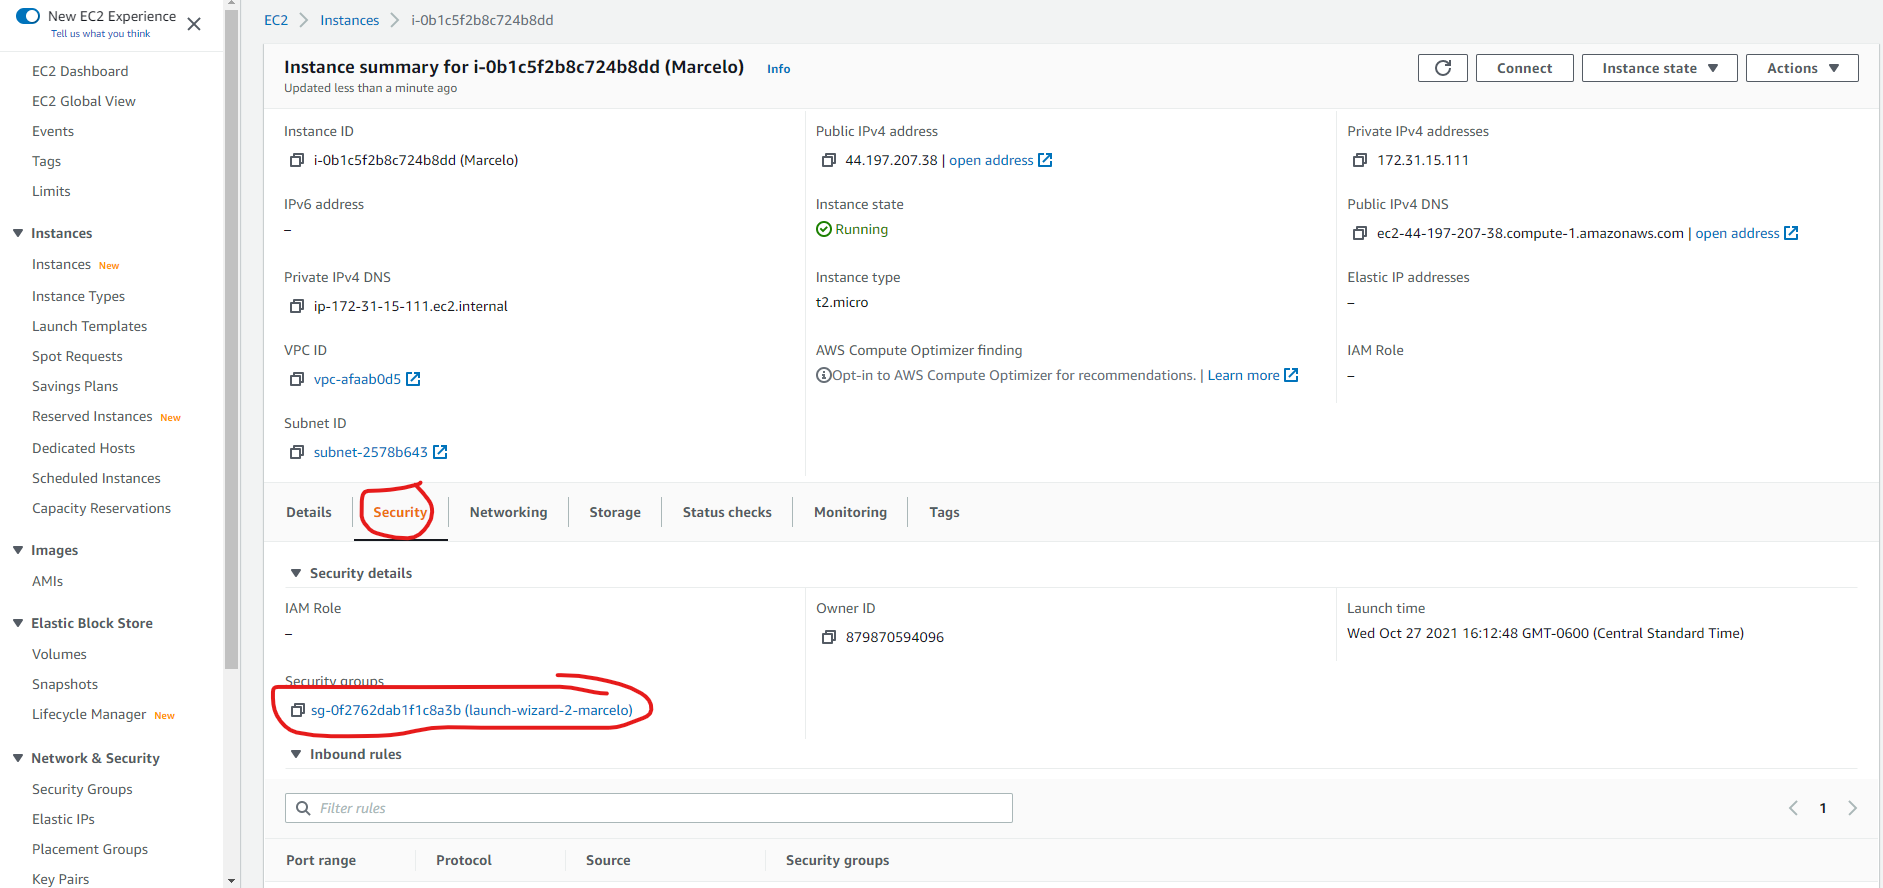 New EC2 Experience
Tell us what you think
EC2 Dashboard
EC2 Global View
Events
Tags
Limits
Instances
Instances New
Instance Types
Launch Templates
Spot Requests
Savings Plans
Reserved Instances New
Dedicated Hosts
Scheduled Instances
Capacity Reservations
Images
AMIs
Elastic Block Store
Volumes
Snapshots
Lifecycle Manager New
Network & Security
Security Groups
Elastic IPs
Placement Groups
Key Pairs
EC2 > Instances > i-0b1c5f2b8c724b8dd
Instance summary for i-0b1c5f2b8c724b8dd (Marcelo) Info
Updated less than a minute ago
Connect
Instance state
Actions
Instance ID
i-0b1c5f2b8c724b8dd (Marcelo)
Public IPv4 address
44.197.207.38 | open address
Private IPv4 addresses
172.31.15.111
IPv6 address
–
Instance state
Running
Public IPv4 DNS
ec2-44-197-207-38.compute-1.amazonaws.com | open address
Private IPv4 DNS
ip-172-31-15-111.ec2.internal
Instance type
t2.micro
Elastic IP addresses
–
VPC ID
vpc-afaab0d5
AWS Compute Optimizer finding
Opt-in to AWS Compute Optimizer for recommendations. | Learn more
IAM Role
–
Subnet ID
subnet-2578b643
Details
Security
Networking
Storage
Status checks
Monitoring
Tags
Security details
IAM Role
–
Owner ID
879870594096
Launch time
Wed Oct 27 2021 16:12:48 GMT-0600 (Central Standard Time)
Security groups
sg-0f2762dab1f1c8a3b (launch-wizard-2-marcelo)
Inbound rules
Filter rules
1
Port range
Protocol
Source
Security groups